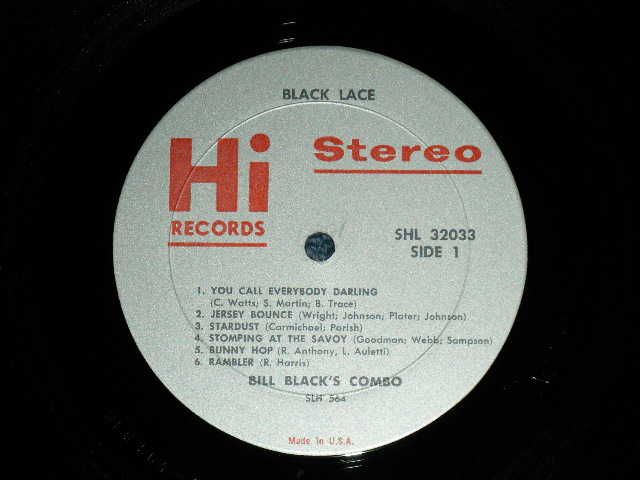 BLACK LACE
Hi
RECORDS
Stereo
SHL 32033
SIDE 1
1. YOU CALL EVERYBODY DARLING
(C. Watts; S. Martin; B. Trace)
2. JERSEY BOUNCE (Wright; Johnson; Plater; Johnson)
3. STARDUST (Carmichael; Parish)
4. STOMPING AT THE SAVOY (Goodman; Webb; Sampson)
5. BUNNY HOP (R. Anthony, L. Auletti)
6. RAMBLER (R. Harris)
BILL BLACK'S COMBO
SLH 564
Made in U.S.A.